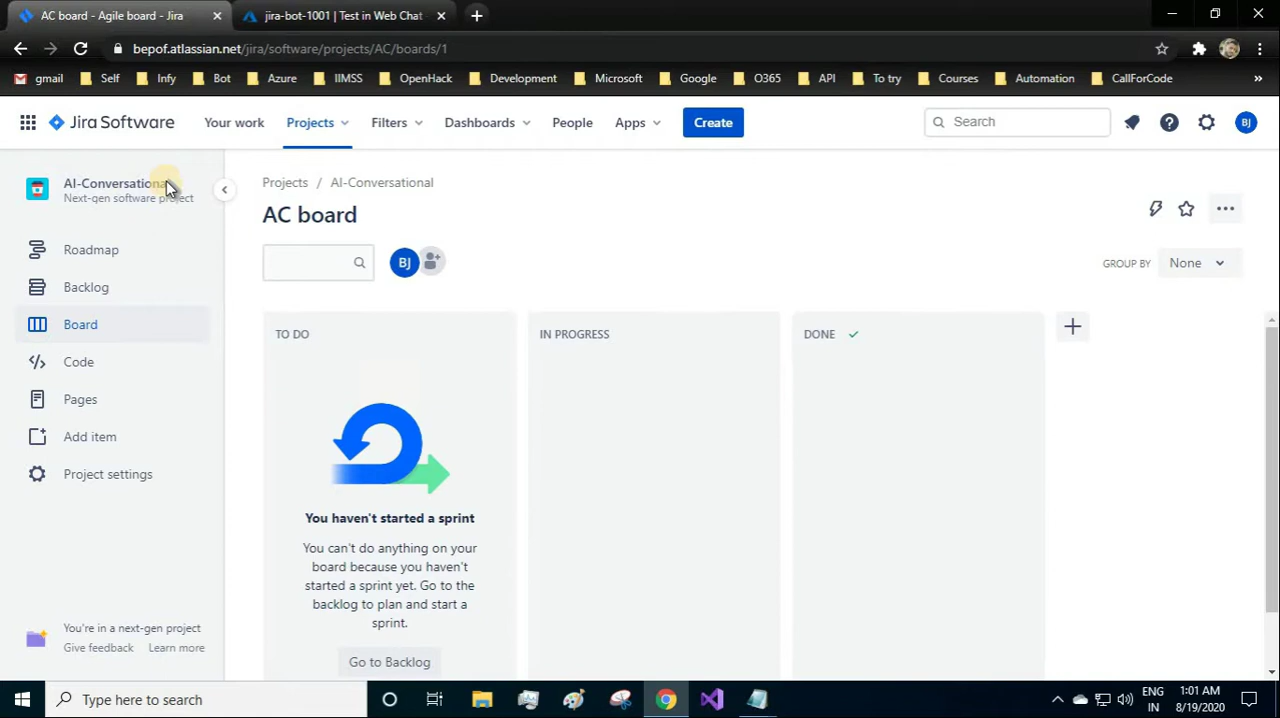 AC board - Agile board - Jira
jira-bot-1001 | Test in Web Chat
bepof.atlassian.net/jira/software/projects/AC/boards/1
gmail
Self
Infy
Bot
Azure
IIMSS
OpenHack
Development
Microsoft
Google
O365
API
To try
Courses
Automation
CallForCode
»
Jira Software
Your work
Projects
Filters
Dashboards
People
Apps
Create
Search
BJ
AI-Conversational
Next-gen software project
Projects / AI-Conversational
AC board
BJ
GROUP BY
None
Roadmap
Backlog
Board
Code
Pages
Add item
Project settings
TO DO
IN PROGRESS
DONE
You haven't started a sprint
You can't do anything on your
board because you haven't
started a sprint yet. Go to the
backlog to plan and start a
sprint.
Go to Backlog
You're in a next-gen project
Give feedback
Learn more
Type here to search
ENG
IN
1:01 AM
8/19/2020